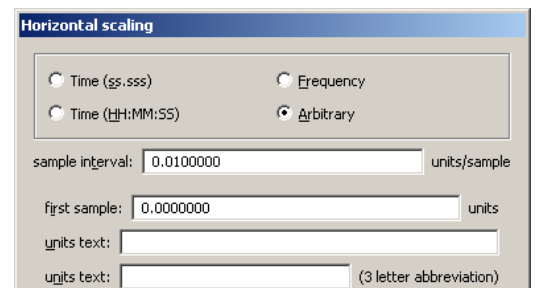 Horizontal scaling
Time (ss.sss)
Frequency
Time (HH:MM:SS)
Arbitrary
sample interval: 0.0100000 units/sample
first sample: 0.0000000 units
units text:
units text: (3 letter abbreviation)